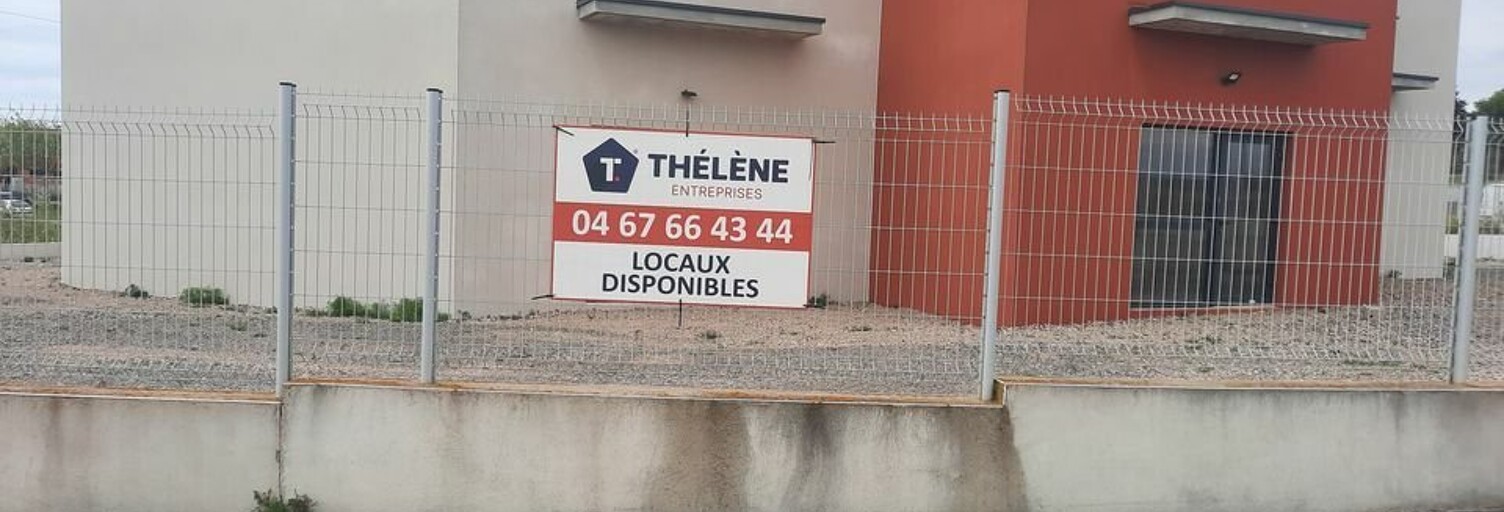 T.
THÉLÈNE
ENTREPRISES
04 67 66 43 44
LOCAUX
DISPONIBLES